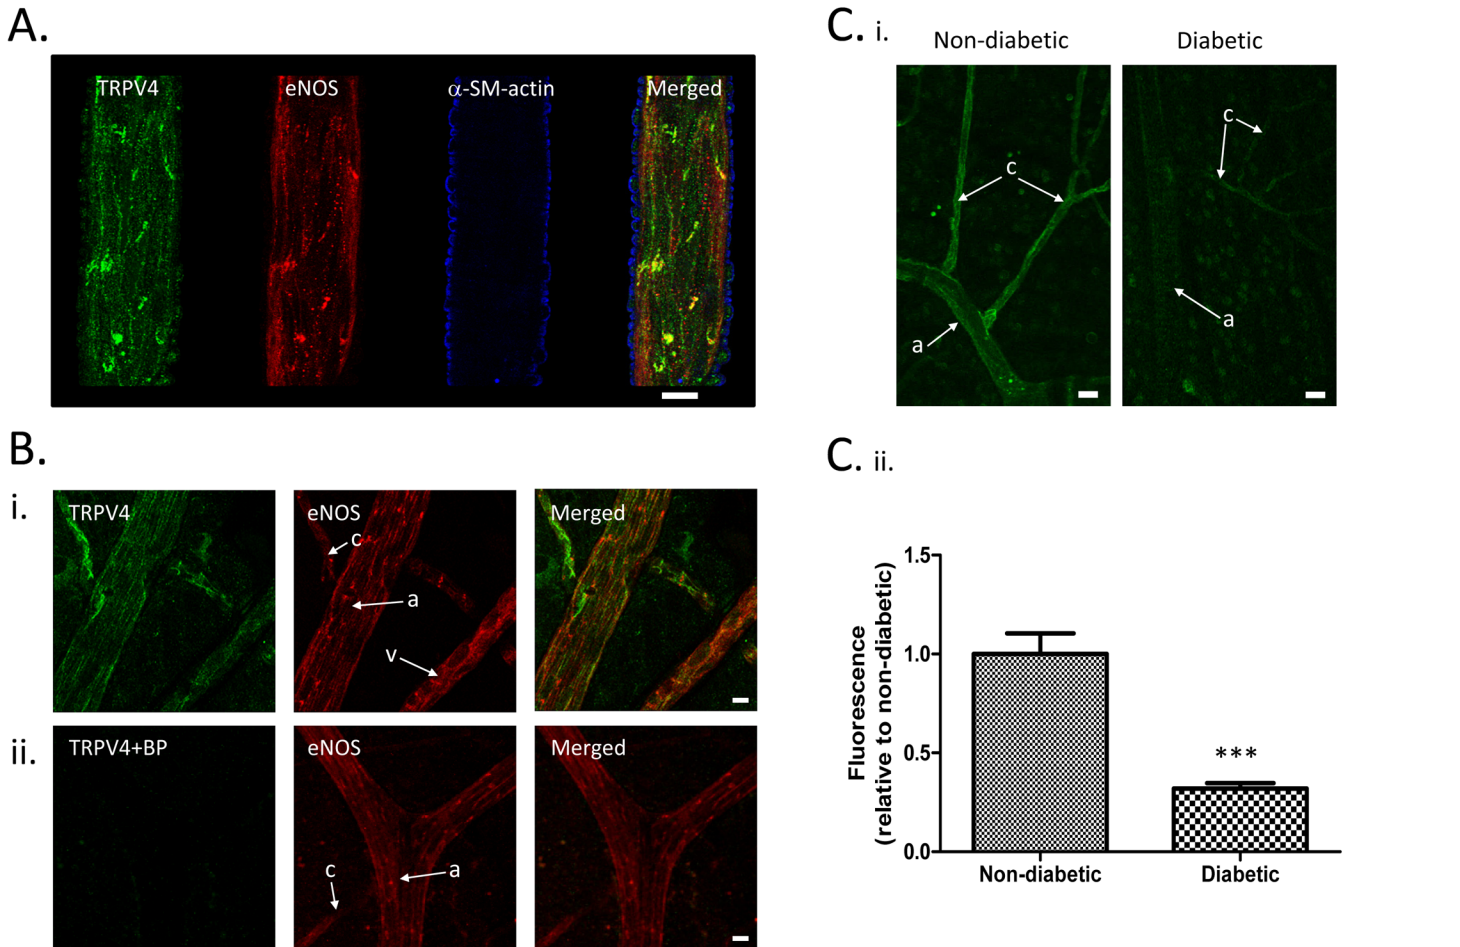 A.
TRPV4 eNOS α-SM-actin Merged
B.
i.
TRPV4 eNOS Merged
c
a
v
ii.
TRPV4+BP eNOS Merged
c a
C. i.
Non-diabetic Diabetic
c c
a a
C. ii.
Fluorescence
(relative to non-diabetic)
1.5
1.0
0.5
0.0
***
Non-diabetic Diabetic